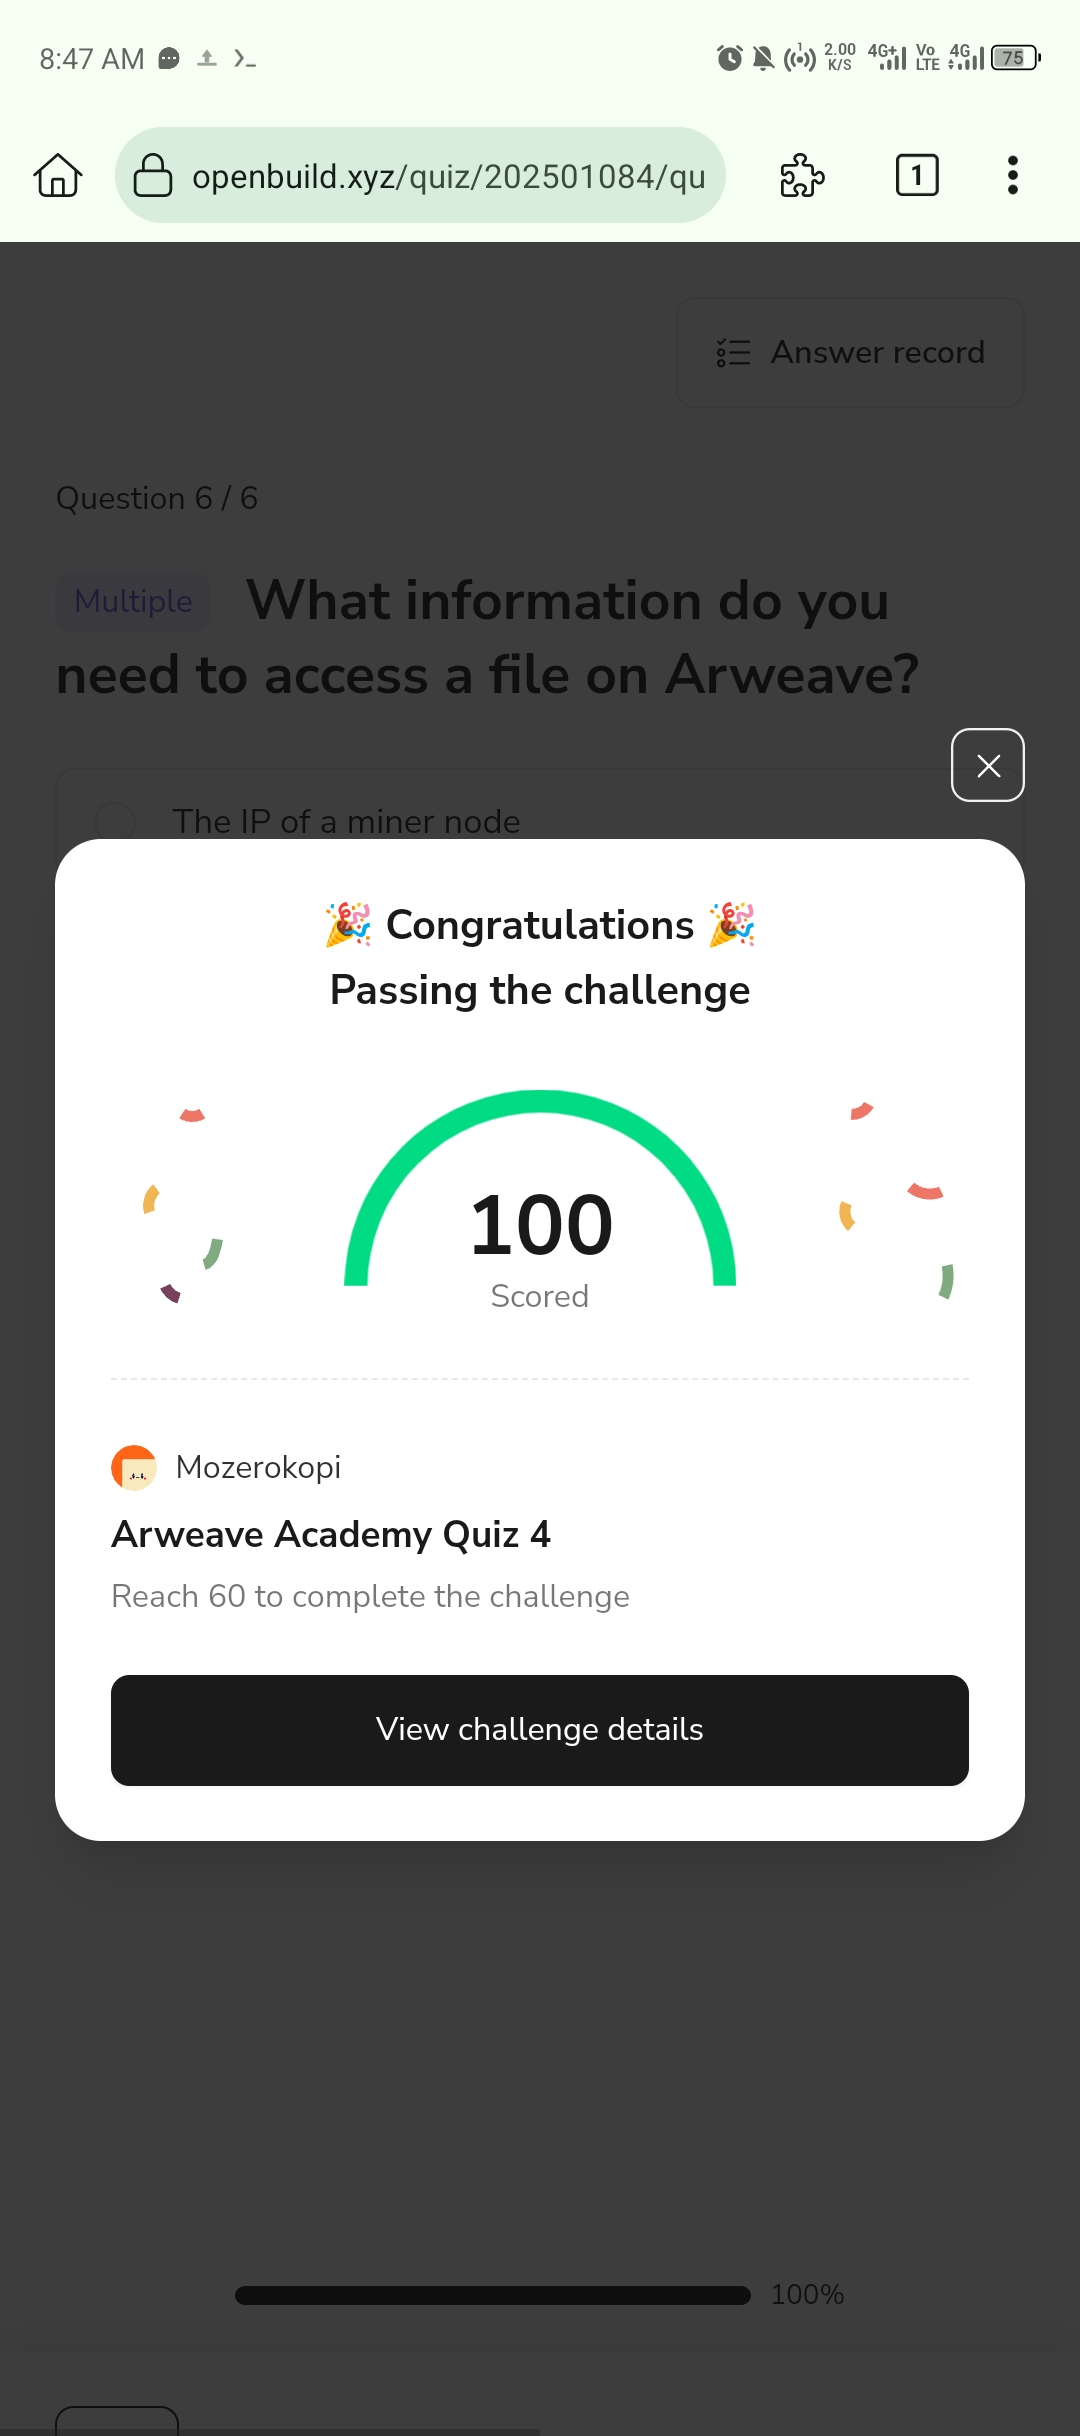 8:47 AM
1
2.00
K/S
4G+
Vo
LTE
4G
75
openbuild.xyz/quiz/202501084/qu
1
Answer record
Question 6 / 6
Multiple What information do you
need to access a file on Arweave?
The IP of a miner node
🎉 Congratulations 🎉
Passing the challenge
100
Scored
Mozerokopi
Arweave Academy Quiz 4
Reach 60 to complete the challenge
View challenge details
100%